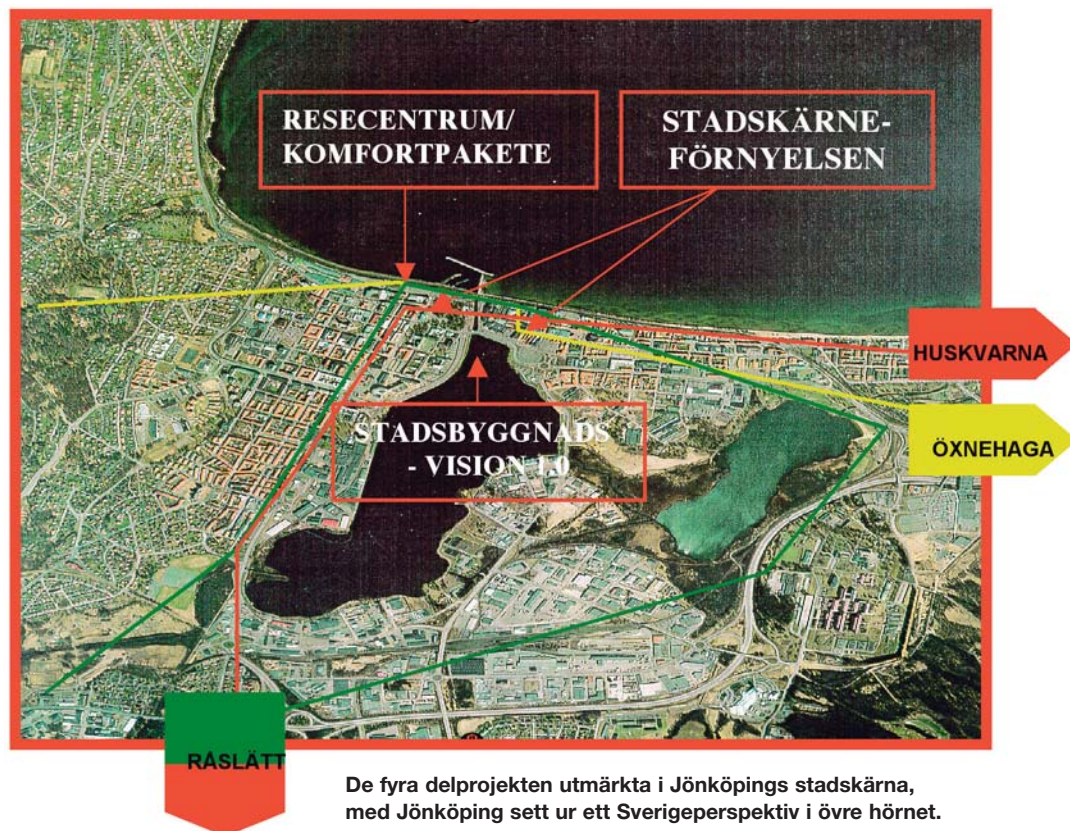 RESECENTRUM/
KOMFORTPAKETE
STADSKÄRNE-
FÖRNYELSEN
HUSKVARNA
STADSBYGGNADS
- VISION 1.0
ÖXNEHAGA
RÅSLÄTT
De fyra delprojekten utmärkta i Jönköpings stadskärna,
med Jönköping sett ur ett Sverigeperspektiv i övre hörnet.